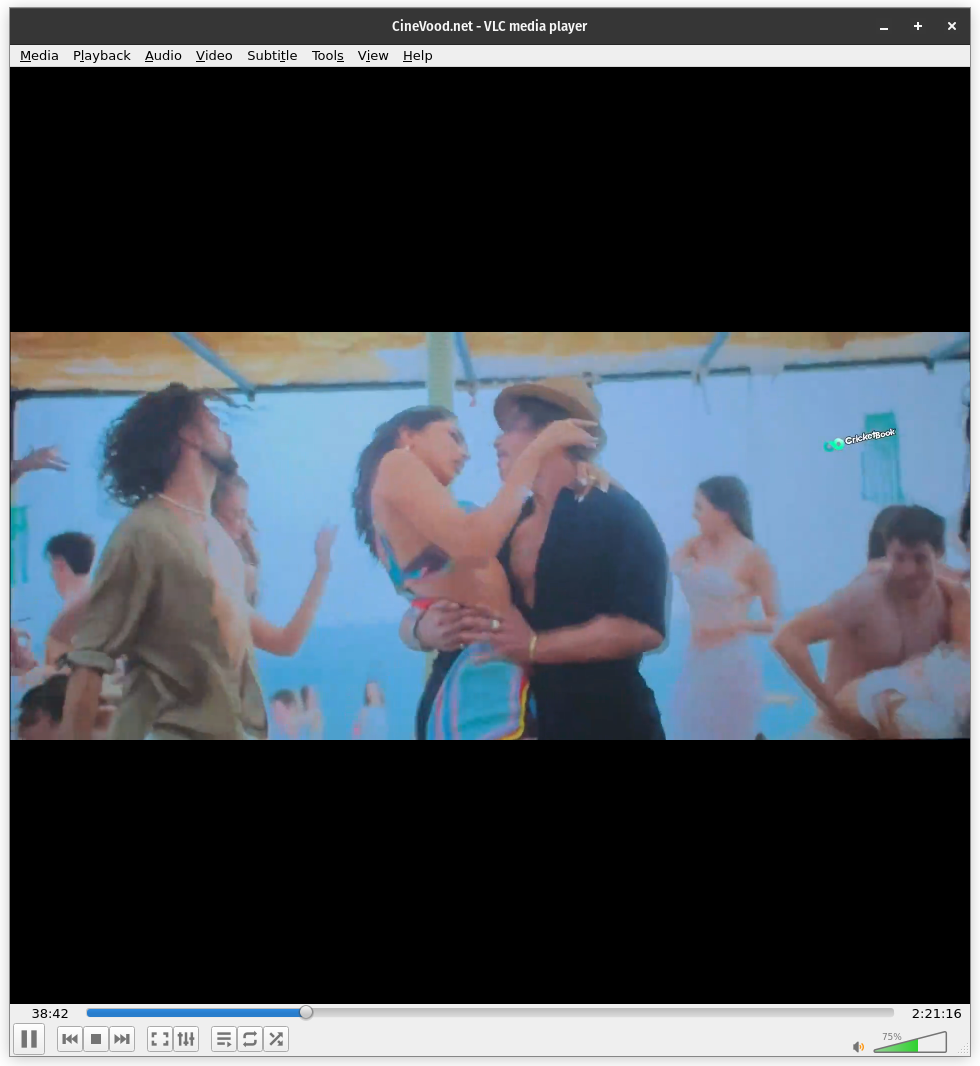 CineVood.net - VLC media player
Media Playback Audio Video Subtitle Tools View Help
CricketBook
38:42
2:21:16
75%